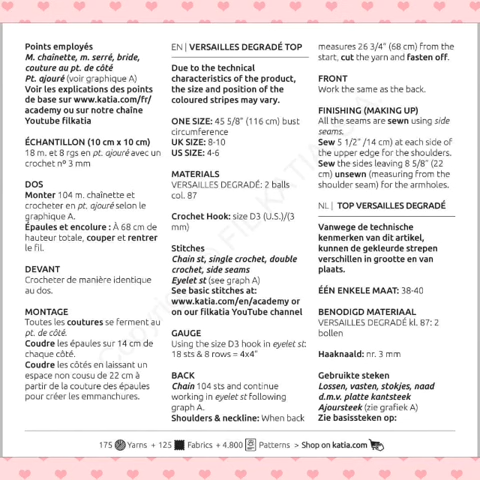 Points employés
M. chaînette, m. serré, bride,
couture au pt. de côté
Pt. ajouré (voir graphique A)
Voir les explications des points
de base sur www.katia.com/fr/
academy ou sur notre chaîne
Youtube filkatia
ÉCHANTILLON (10 cm x 10 cm)
18 m. et 8 rgs en pt. ajouré avec un
crochet nº 3 mm
DOS
Monter 104 m. chaînette et
crocheter en pt. ajouré selon le
graphique A.
Épaules et encolure : À 68 cm de
hauteur totale, couper et rentrer
le fil.
DEVANT
Crocheter de manière identique
au dos.
MONTAGE
Toutes les coutures se ferment au
pt. de côté.
Coudre les épaules sur 14 cm de
chaque côté.
Coudre les côtés en laissant un
espace non cousu de 22 cm à
partir de la couture des épaules
pour créer les emmanchures.
EN | VERSAILLES DEGRADÉ TOP
Due to the technical
characteristics of the product,
the size and position of the
coloured stripes may vary.
ONE SIZE: 45 5/8" (116 cm) bust
circumference
UK SIZE: 8-10
US SIZE: 4-6
MATERIALS
VERSAILLES DEGRADÉ: 2 balls
col. 87
Crochet Hook: size D3 (U.S.)/(3
mm)
Stitches
Chain st, single crochet, double
crochet, side seams
Eyelet st (see graph A)
See basic stitches at:
www.katia.com/en/academy or
on our filkatia YouTube channel
GAUGE
Using the size D3 hook in eyelet st:
18 sts & 8 rows = 4x4"
BACK
Chain 104 sts and continue
working in eyelet st following
graph A.
Shoulders & neckline: When back
measures 26 3/4" (68 cm) from the
start, cut the yarn and fasten off.
FRONT
Work the same as the back.
FINISHING (MAKING UP)
All the seams are sewn using side
seams.
Sew 5 1/2" /14 cm) at each side of
the upper edge for the shoulders.
Sew the sides leaving 8 5/8" (22
cm) unsewn (measuring from the
shoulder seam) for the armholes.
NL | TOP VERSAILLES DEGRADÉ
Vanwege de technische
kenmerken van dit artikel,
kunnen de gekleurde strepen
verschillen in grootte en van
plaats.
ÉÉN ENKELE MAAT: 38-40
BENODIGD MATERIAAL
VERSAILLES DEGRADÉ kl. 87: 2
bollen
Haaknaald: nr. 3 mm
Gebruikte steken
Lossen, vasten, stokjes, naad
d.m.v. platte kantsteek
Ajoursteek (zie grafiek A)
Zie basissteken op:
175 Yarns + 125 Fabrics + 4.800 Patterns > Shop on katia.com